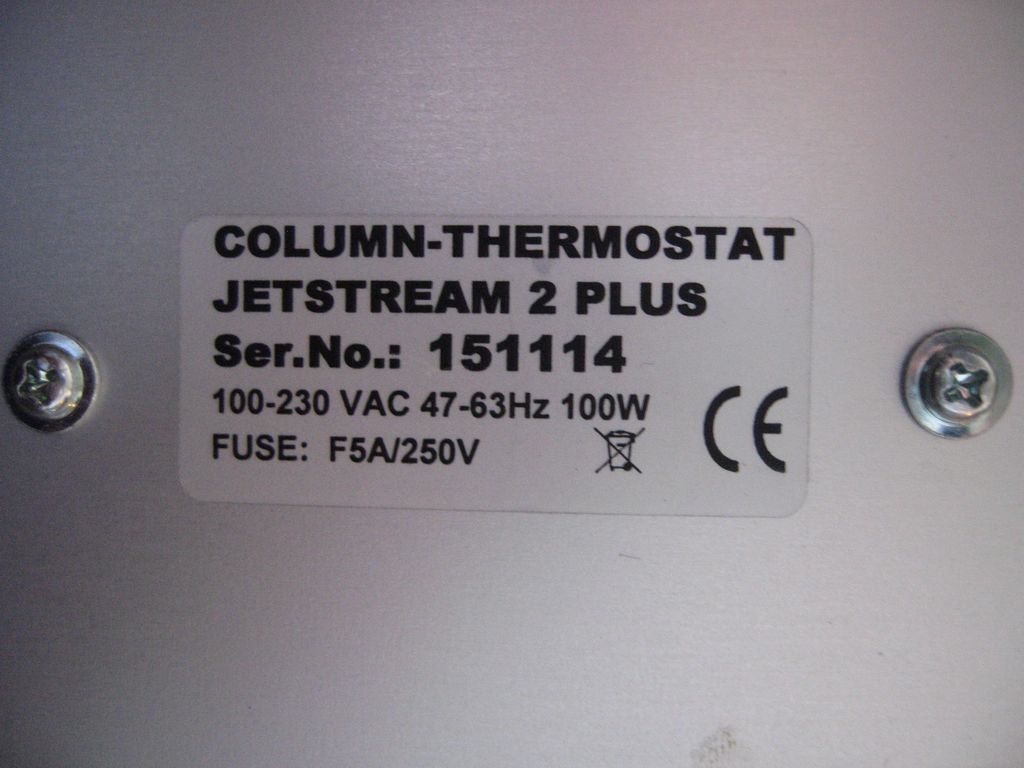 COLUMN-THERMOSTAT
JETSTREAM 2 PLUS
Ser.No.: 151114
100-230 VAC 47-63Hz 100W
FUSE: F5A/250V
CE